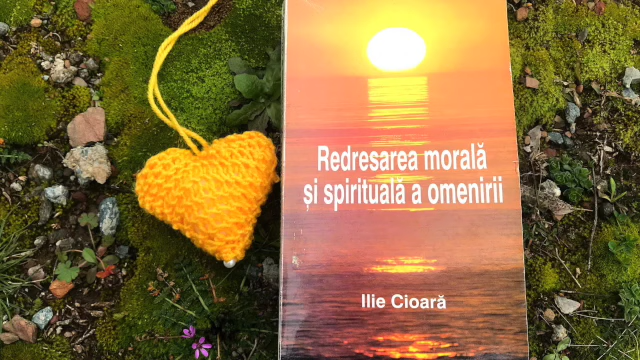 Redresarea morală
și spirituală a omenirii
Ilie Cioară